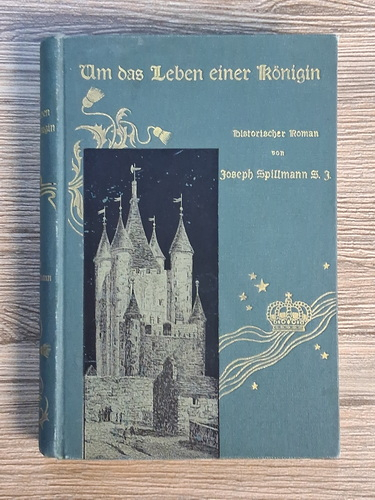 Um das Leben einer Königin
Historischer Roman
von
Joseph Spillmann S. J.